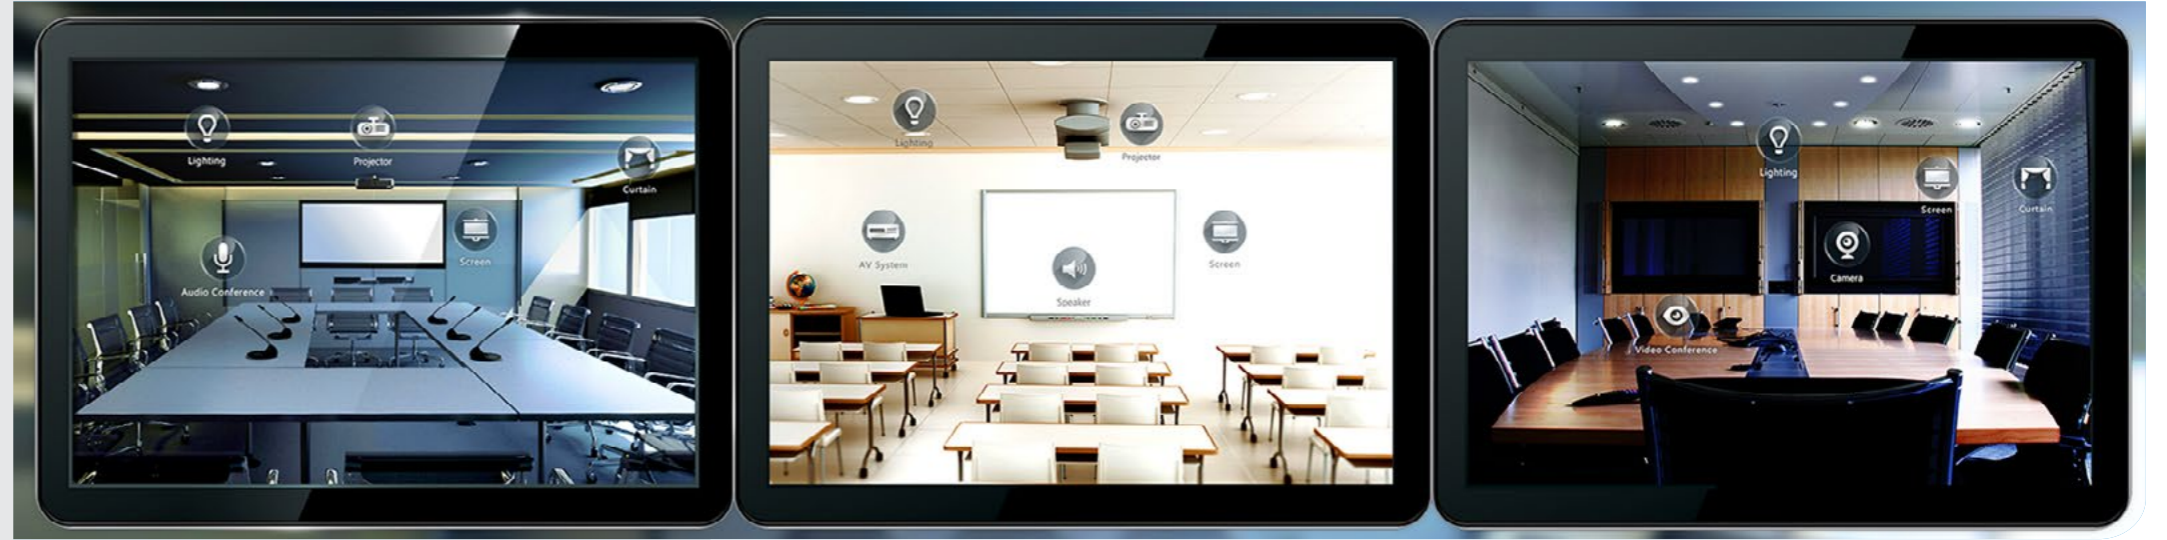 Lighting
Projector
Curtain
Screen
Audio Conference
Lighting
Projector
AV System
Screen
Speaker
Lighting
Screen
Curtain
Camera
Video Conference